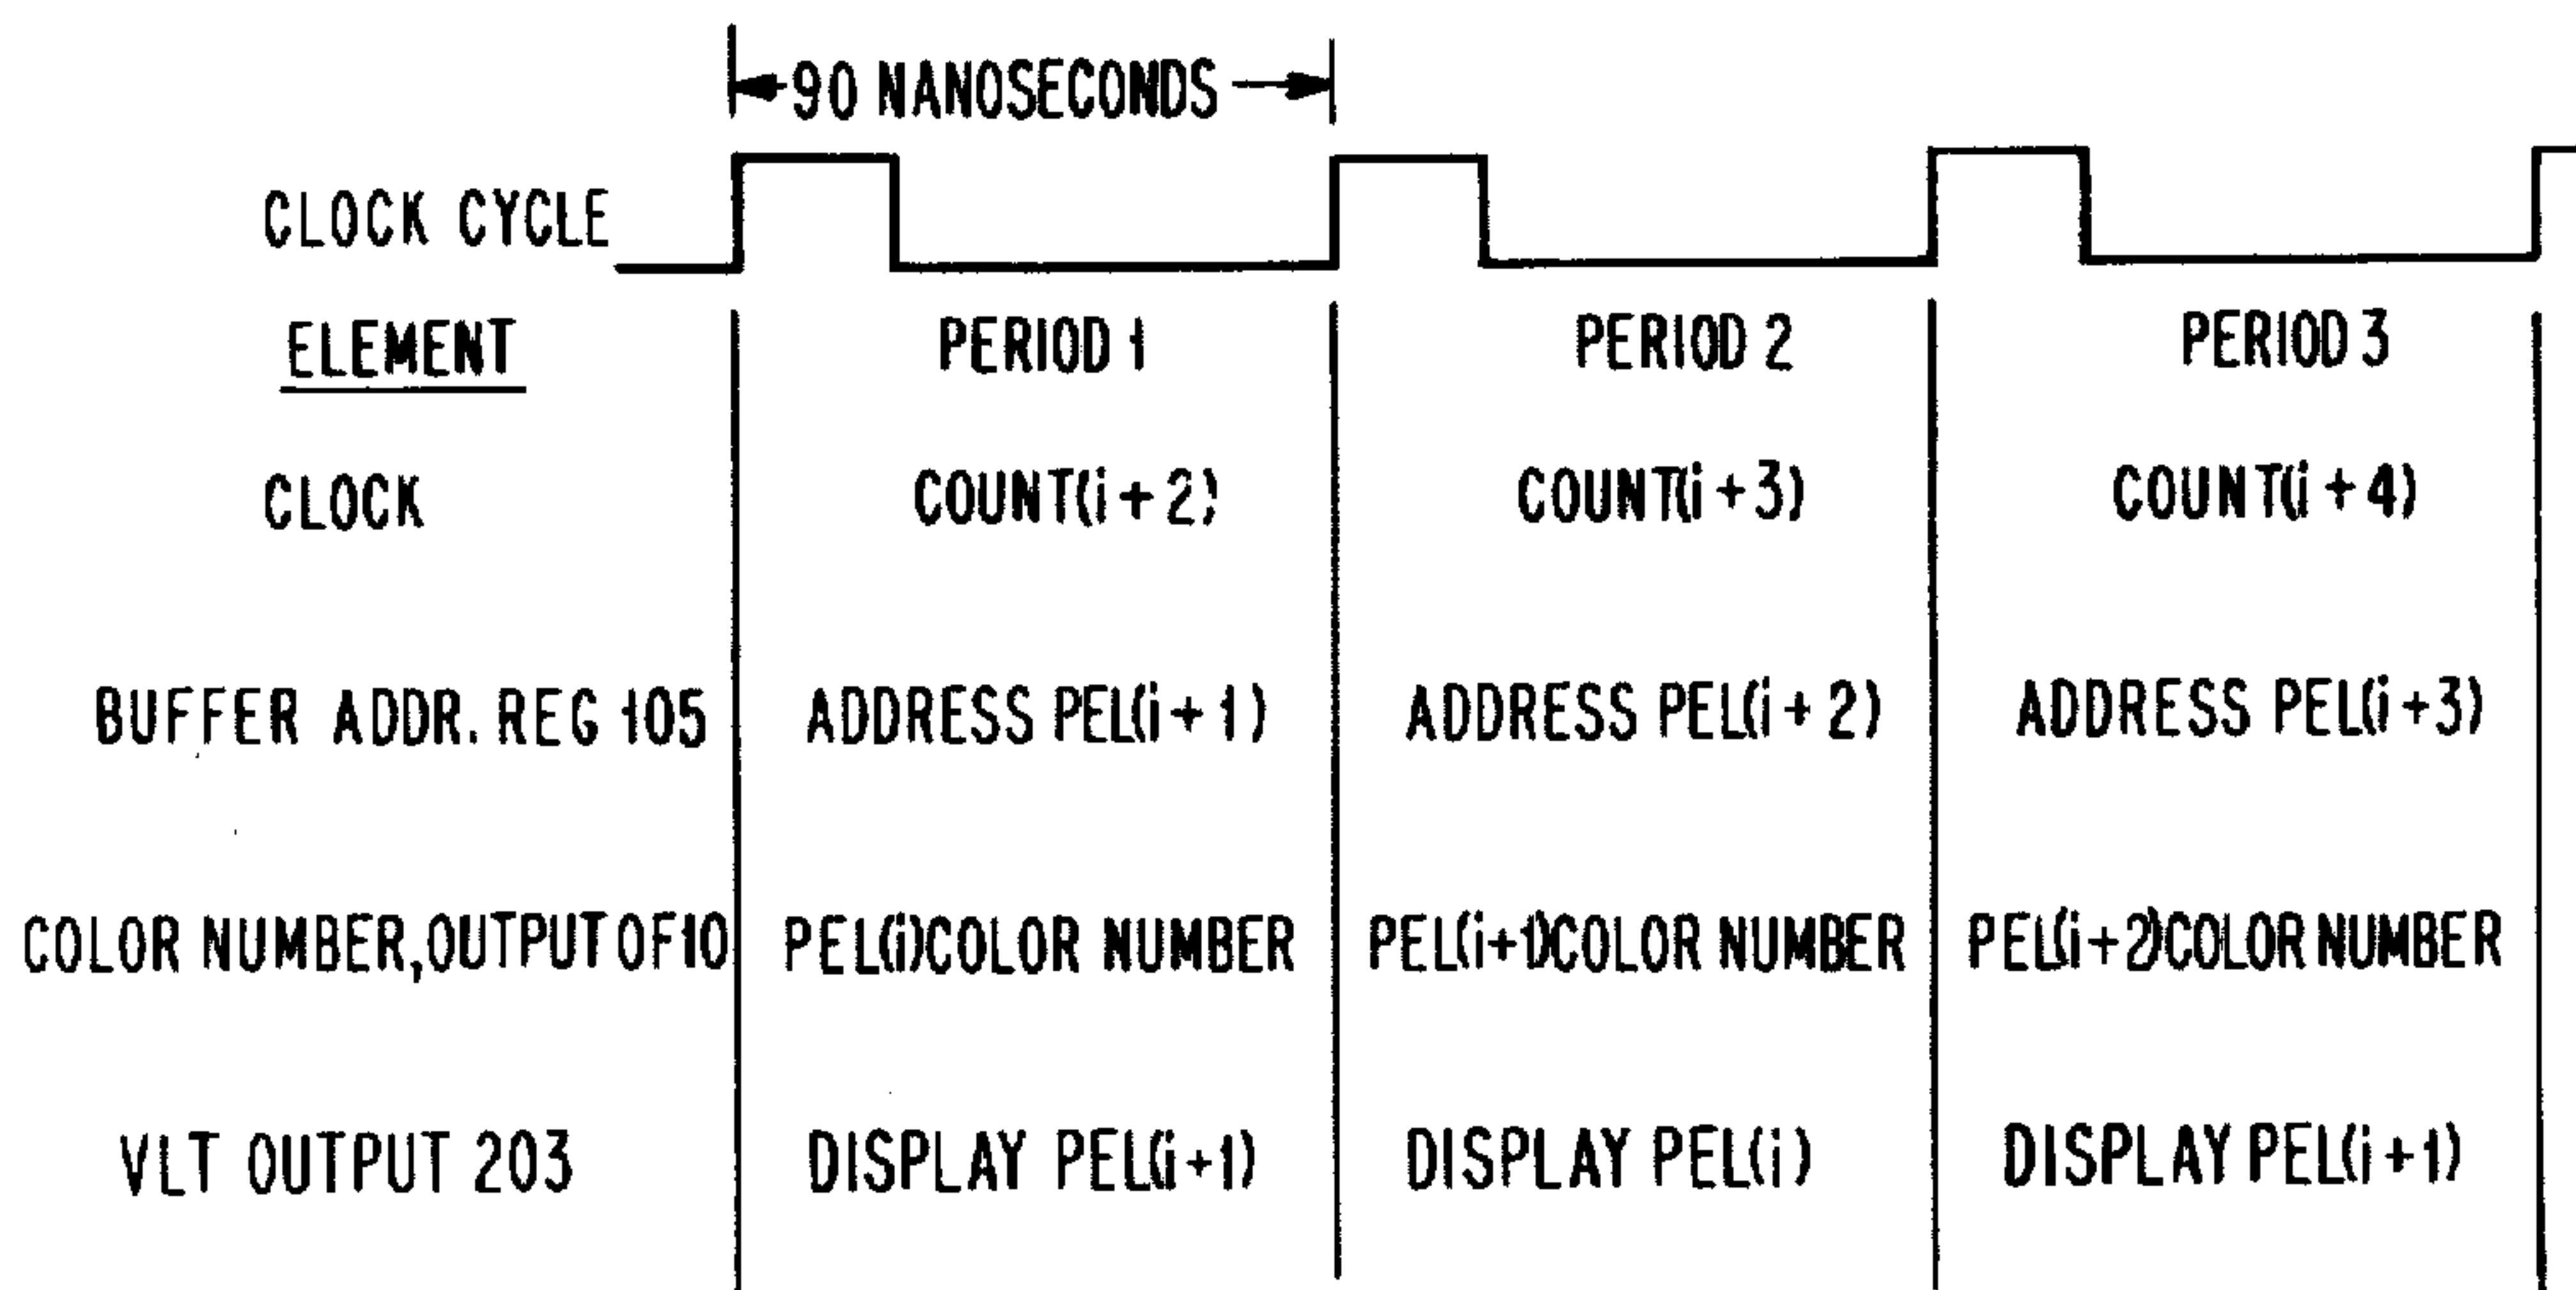 90 NANOSECONDS
CLOCK CYCLE
ELEMENT PERIOD 1 PERIOD 2 PERIOD 3
CLOCK COUNT(i+2) COUNT(i+3) COUNT(i+4)
BUFFER ADDR. REG 105 ADDRESS PEL(i+1) ADDRESS PEL(i+2) ADDRESS PEL(i+3)
COLOR NUMBER, OUTPUT OF 10 PEL(i) COLOR NUMBER PEL(i+1) COLOR NUMBER PEL(i+2) COLOR NUMBER
VLT OUTPUT 203 DISPLAY PEL(i+1) DISPLAY PEL(i) DISPLAY PEL(i+1)